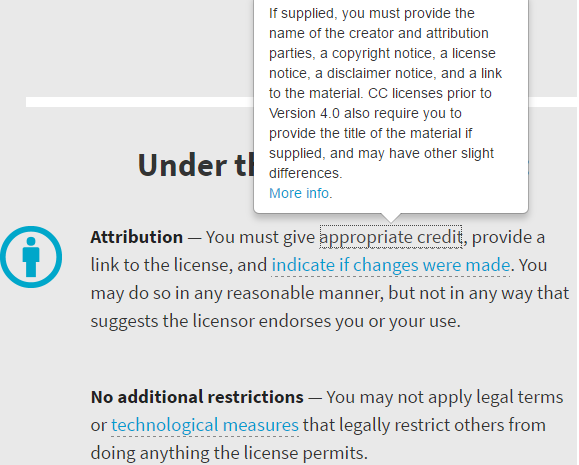 If supplied, you must provide the
name of the creator and attribution
parties, a copyright notice, a license
notice, a disclaimer notice, and a link
to the material. CC licenses prior to
Version 4.0 also require you to
provide the title of the material if
supplied, and may have other slight
differences.
More info.
Under
Attribution — You must give appropriate credit, provide a
link to the license, and indicate if changes were made. You
may do so in any reasonable manner, but not in any way that
suggests the licensor endorses you or your use.
No additional restrictions — You may not apply legal terms
or technological measures that legally restrict others from
doing anything the license permits.